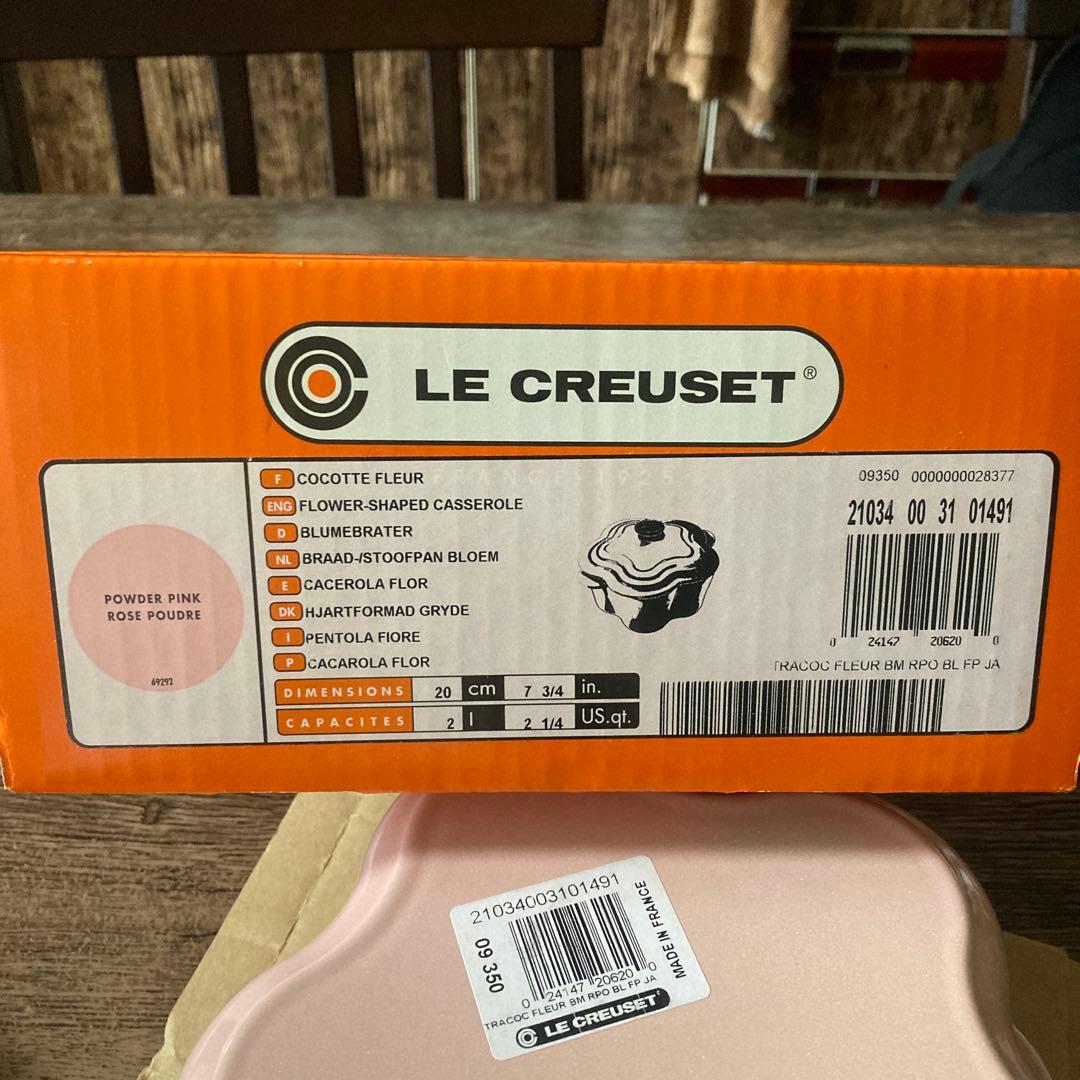 LE CREUSET®
POWDER PINK
ROSE POUDRE
69292
F COCOTTE FLEUR
ENG FLOWER-SHAPED CASSEROLE
D BLUMEBRATER
NL BRAAD-/STOOFPAN BLOEM
E CACEROLA FLOR
DK HJARTFORMAD GRYDE
I PENTOLA FIORE
P CACAROLA FLOR
DIMENSIONS 20 cm 7 3/4 in.
CAPACITES 2 l 2 1/4 US.qt.
09350 0000000028377
21034 00 31 01491
0 24147 20620 0
TRACOC FLEUR BM RPO BL FP JA
21034003101491
09 350
MADE IN FRANCE
0 24147 20620 0
TRACOC FLEUR BM RPO BL FP JA
LE CREUSET